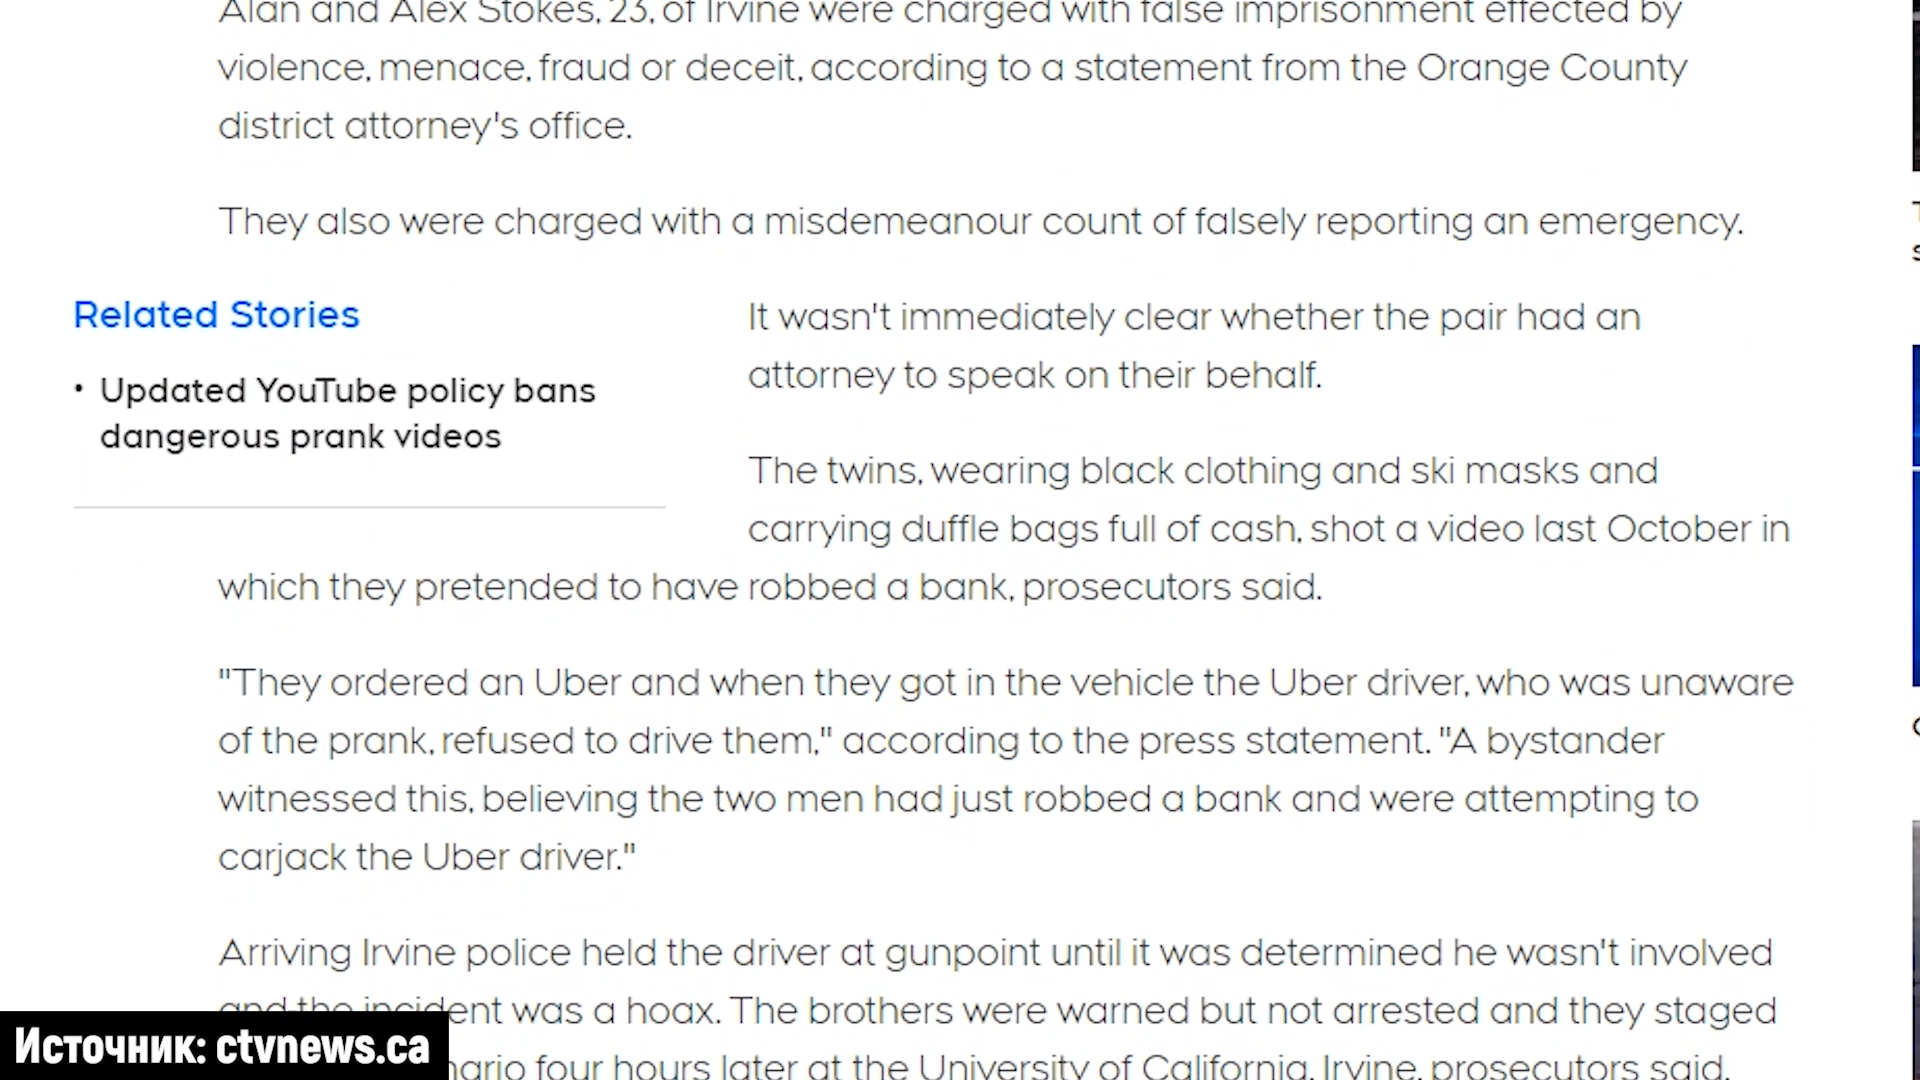 Alan and Alex Stokes, 23, of Irvine were charged with false imprisonment effected by
violence, menace, fraud or deceit, according to a statement from the Orange County
district attorney's office.
They also were charged with a misdemeanour count of falsely reporting an emergency.
Related Stories
• Updated YouTube policy bans
dangerous prank videos
It wasn't immediately clear whether the pair had an
attorney to speak on their behalf.
The twins, wearing black clothing and ski masks and
carrying duffle bags full of cash, shot a video last October in
which they pretended to have robbed a bank, prosecutors said.
"They ordered an Uber and when they got in the vehicle the Uber driver, who was unaware
of the prank, refused to drive them," according to the press statement. "A bystander
witnessed this, believing the two men had just robbed a bank and were attempting to
carjack the Uber driver."
Arriving Irvine police held the driver at gunpoint until it was determined he wasn't involved
and the incident was a hoax. The brothers were warned but not arrested and they staged
four hours later at the University of California, Irvine, prosecutors said.
Источник: ctvnews.ca